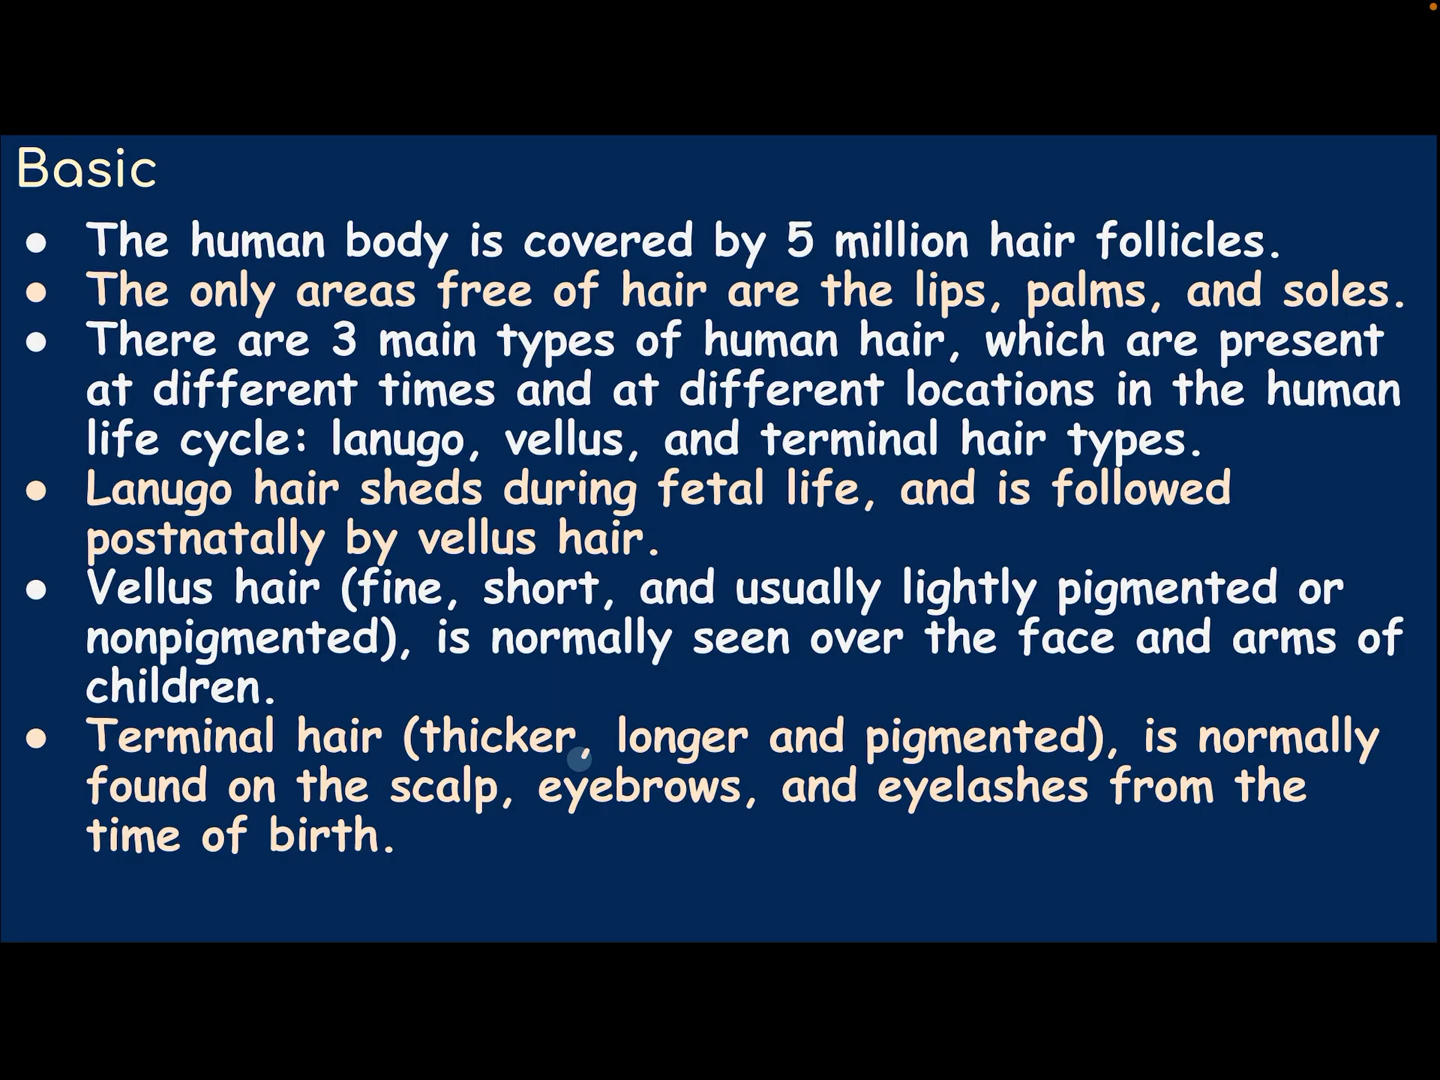 Basic
● The human body is covered by 5 million hair follicles.
● The only areas free of hair are the lips, palms, and soles.
● There are 3 main types of human hair, which are present
at different times and at different locations in the human
life cycle: lanugo, vellus, and terminal hair types.
● Lanugo hair sheds during fetal life, and is followed
postnatally by vellus hair.
● Vellus hair (fine, short, and usually lightly pigmented or
nonpigmented), is normally seen over the face and arms of
children.
● Terminal hair (thicker, longer and pigmented), is normally
found on the scalp, eyebrows, and eyelashes from the
time of birth.